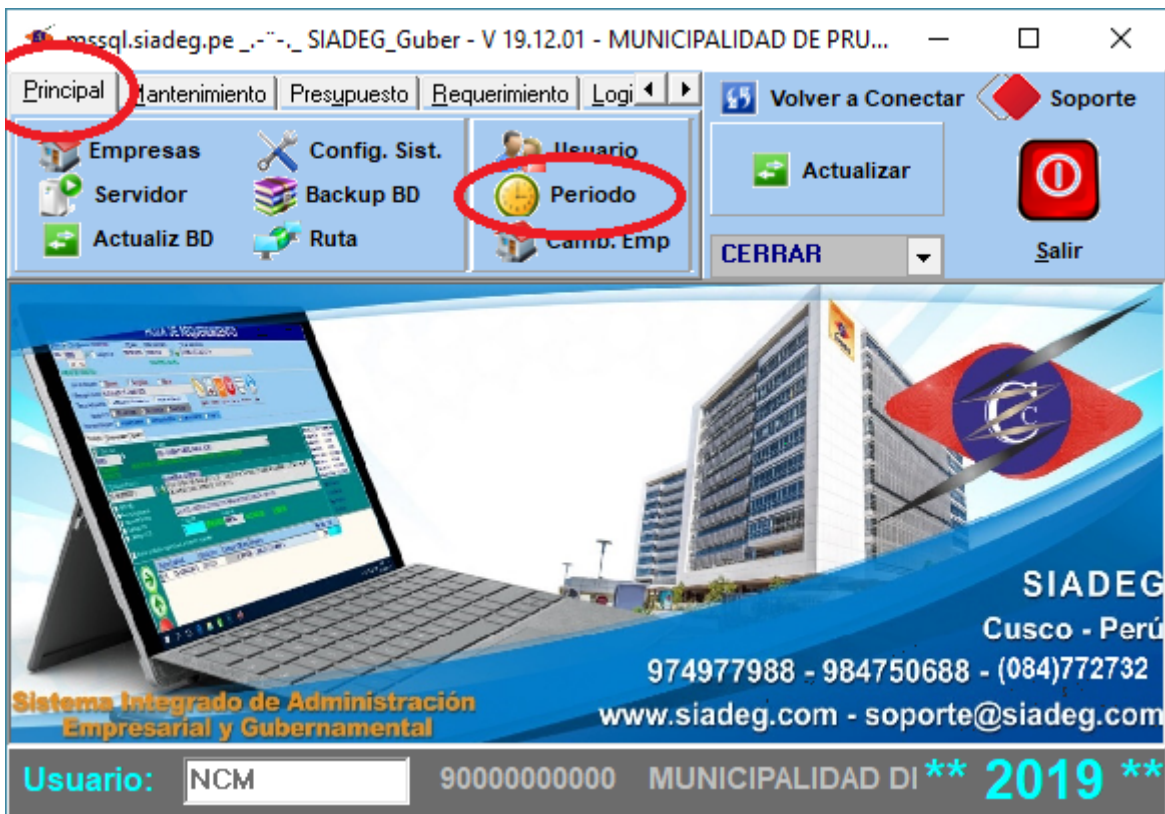 mssql.siadeg.pe _.-¨-._ SIADEG_Guber - V 19.12.01 - MUNICIPALIDAD DE PRU...
Principal Mantenimiento Presupuesto Requerimiento Logi
Volver a Conectar Soporte
Empresas Config. Sist. Usuario
Servidor Backup BD Periodo
Actualiz BD Ruta Camb. Emp
Actualizar
CERRAR
Salir
SIADEG
Cusco - Perú
974977988 - 984750688 - (084)772732
www.siadeg.com - soporte@siadeg.com
Sistema Integrado de Administración
Empresarial y Gubernamental
Usuario: NCM 90000000000 MUNICIPALIDAD DI ** 2019 **